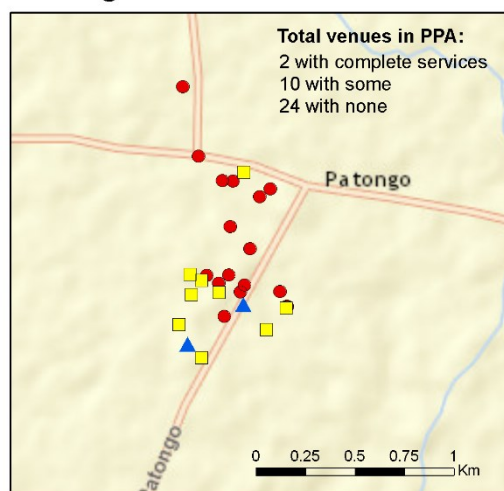 Total venues in PPA:
2 with complete services
10 with some
24 with none
Patongo
Patongo
0 0.25 0.5 0.75 1
Km